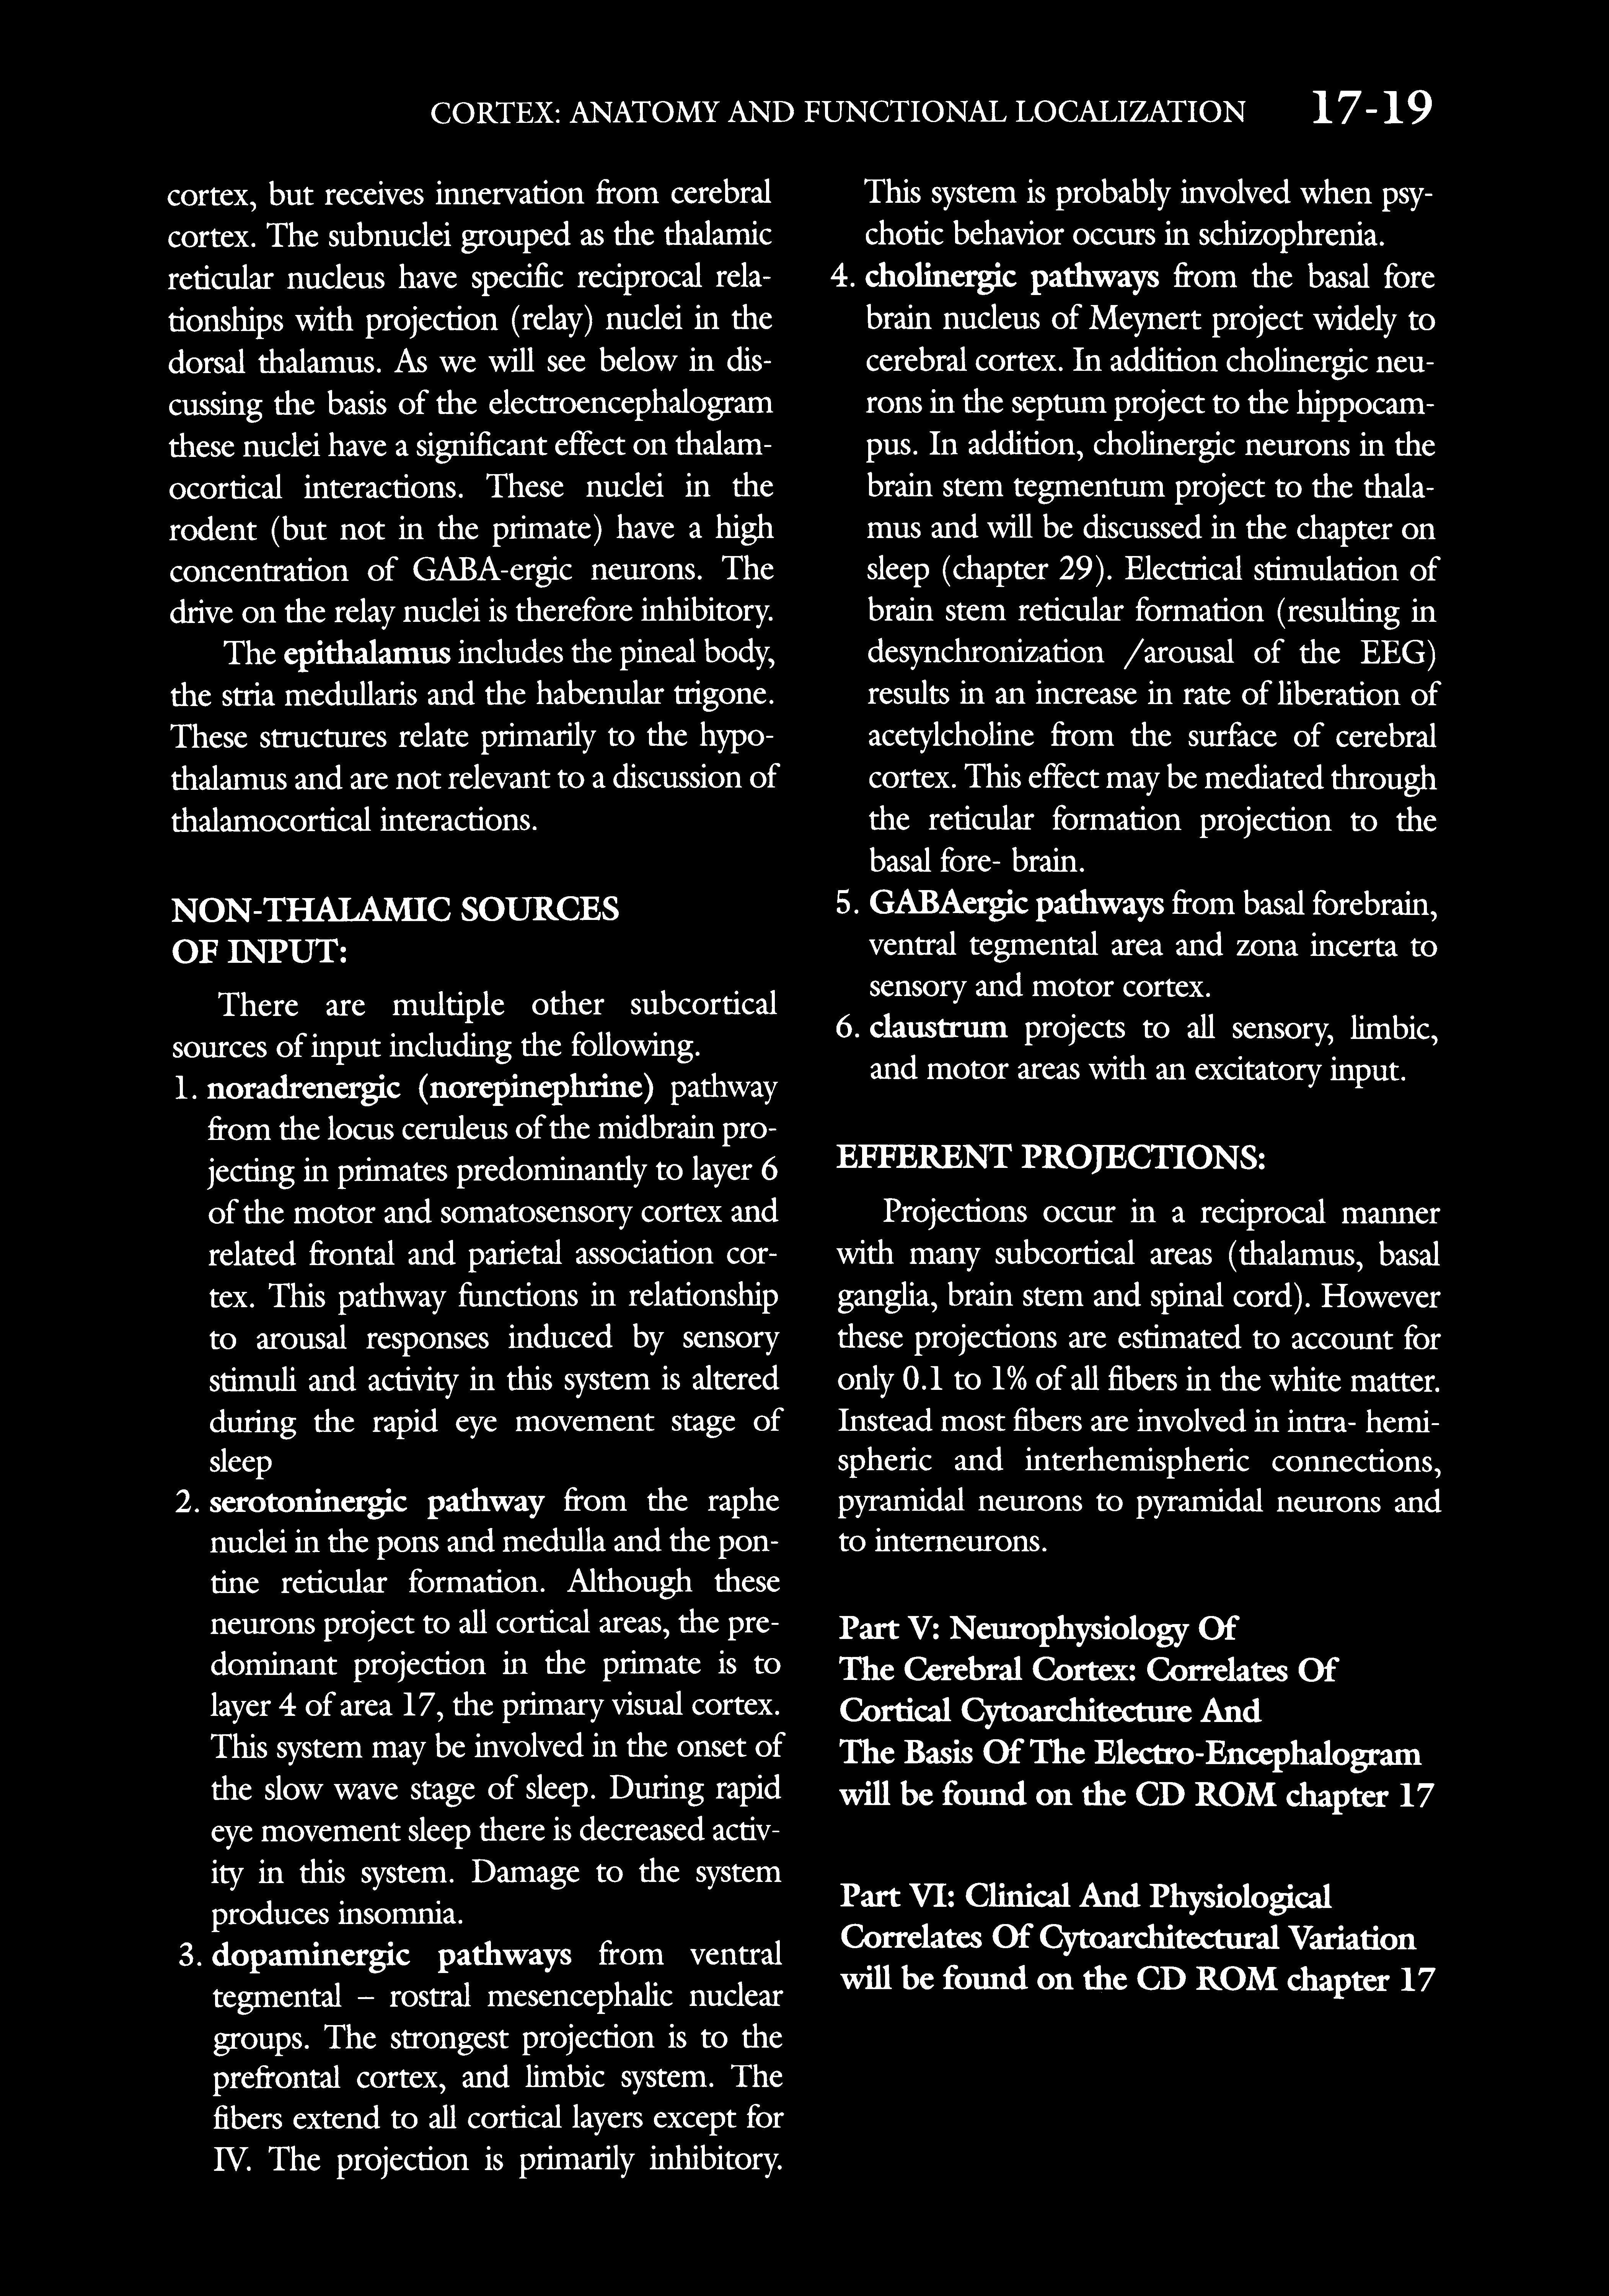 CORTEX: ANATOMY AND FUNCTIONAL LOCALIZATION 17-19
cortex, but receives innervation from cerebral
cortex. The subnuclei grouped as the thalamic
reticular nucleus have specific reciprocal rela-
tionships with projection (relay) nuclei in the
dorsal thalamus. As we will see below in dis-
cussing the basis of the electroencephalogram
these nuclei have a significant effect on thalam-
ocortical interactions. These nuclei in the
rodent (but not in the primate) have a high
concentration of GABA-ergic neurons. The
drive on the relay nuclei is therefore inhibitory.
The epithalamus includes the pineal body,
the stria medullaris and the habenular trigone.
These structures relate primarily to the hypo-
thalamus and are not relevant to a discussion of
thalamocortical interactions.
NON-THALAMIC SOURCES
OF INPUT:
There are multiple other subcortical
sources of input including the following.
1. noradrenergic (norepinephrine) pathway
from the locus ceruleus of the midbrain pro-
jecting in primates predominantly to layer 6
of the motor and somatosensory cortex and
related frontal and parietal association cor-
tex. This pathway functions in relationship
to arousal responses induced by sensory
stimuli and activity in this system is altered
during the rapid eye movement stage of
sleep
2. serotoninergic pathway from the raphe
nuclei in the pons and medulla and the pon-
tine reticular formation. Although these
neurons project to all cortical areas, the pre-
dominant projection in the primate is to
layer 4 of area 17, the primary visual cortex.
This system may be involved in the onset of
the slow wave stage of sleep. During rapid
eye movement sleep there is decreased activ-
ity in this system. Damage to the system
produces insomnia.
3. dopaminergic pathways from ventral
tegmental – rostral mesencephalic nuclear
groups. The strongest projection is to the
prefrontal cortex, and limbic system. The
fibers extend to all cortical layers except for
IV. The projection is primarily inhibitory.
This system is probably involved when psy-
chotic behavior occurs in schizophrenia.
4. cholinergic pathways from the basal fore
brain nucleus of Meynert project widely to
cerebral cortex. In addition cholinergic neu-
rons in the septum project to the hippocam-
pus. In addition, cholinergic neurons in the
brain stem tegmentum project to the thala-
mus and will be discussed in the chapter on
sleep (chapter 29). Electrical stimulation of
brain stem reticular formation (resulting in
desynchronization /arousal of the EEG)
results in an increase in rate of liberation of
acetylcholine from the surface of cerebral
cortex. This effect may be mediated through
the reticular formation projection to the
basal fore- brain.
5. GABAergic pathways from basal forebrain,
ventral tegmental area and zona incerta to
sensory and motor cortex.
6. claustrum projects to all sensory, limbic,
and motor areas with an excitatory input.
EFFERENT PROJECTIONS:
Projections occur in a reciprocal manner
with many subcortical areas (thalamus, basal
ganglia, brain stem and spinal cord). However
these projections are estimated to account for
only 0.1 to 1% of all fibers in the white matter.
Instead most fibers are involved in intra- hemi-
spheric and interhemispheric connections,
pyramidal neurons to pyramidal neurons and
to interneurons.
Part V: Neurophysiology Of
The Cerebral Cortex: Correlates Of
Cortical Cytoarchitecture And
The Basis Of The Electro-Encephalogram
will be found on the CD ROM chapter 17
Part VI: Clinical And Physiological
Correlates Of Cytoarchitectural Variation
will be found on the CD ROM chapter 17